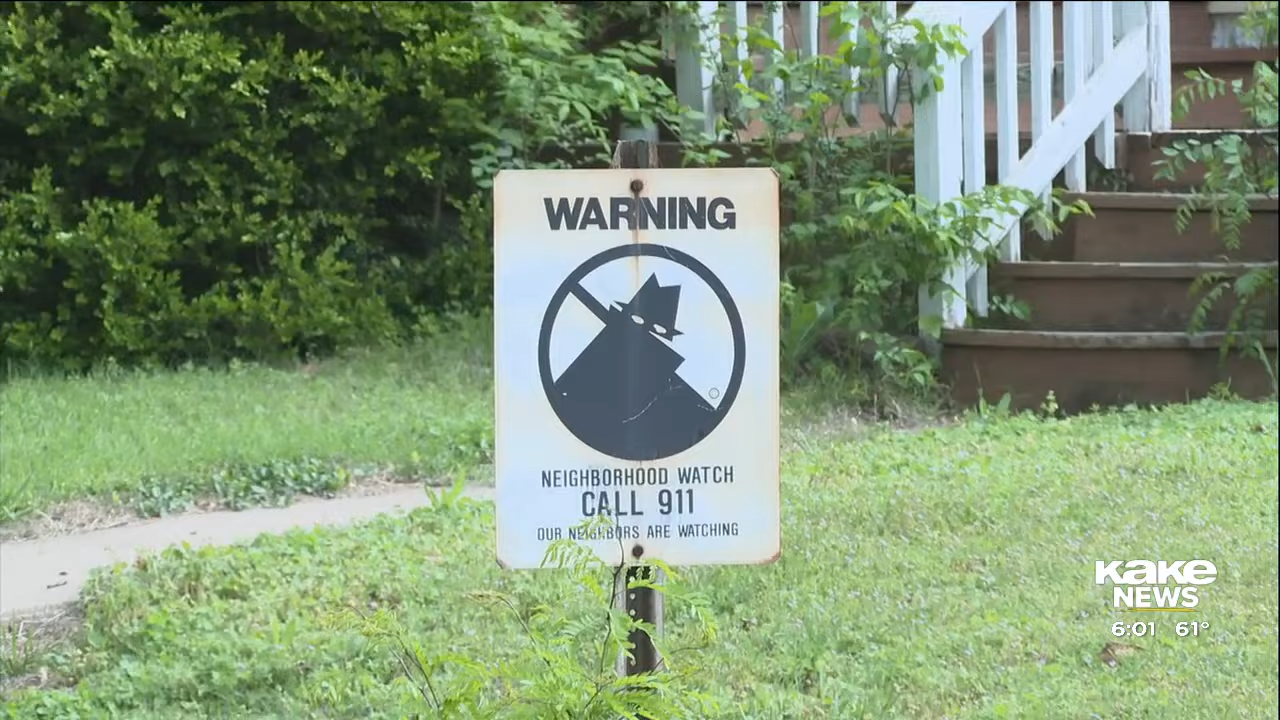 WARNING
NEIGHBORHOOD WATCH
CALL 911
OUR NEIGHBORS ARE WATCHING
KAKE
NEWS
6:01 61°